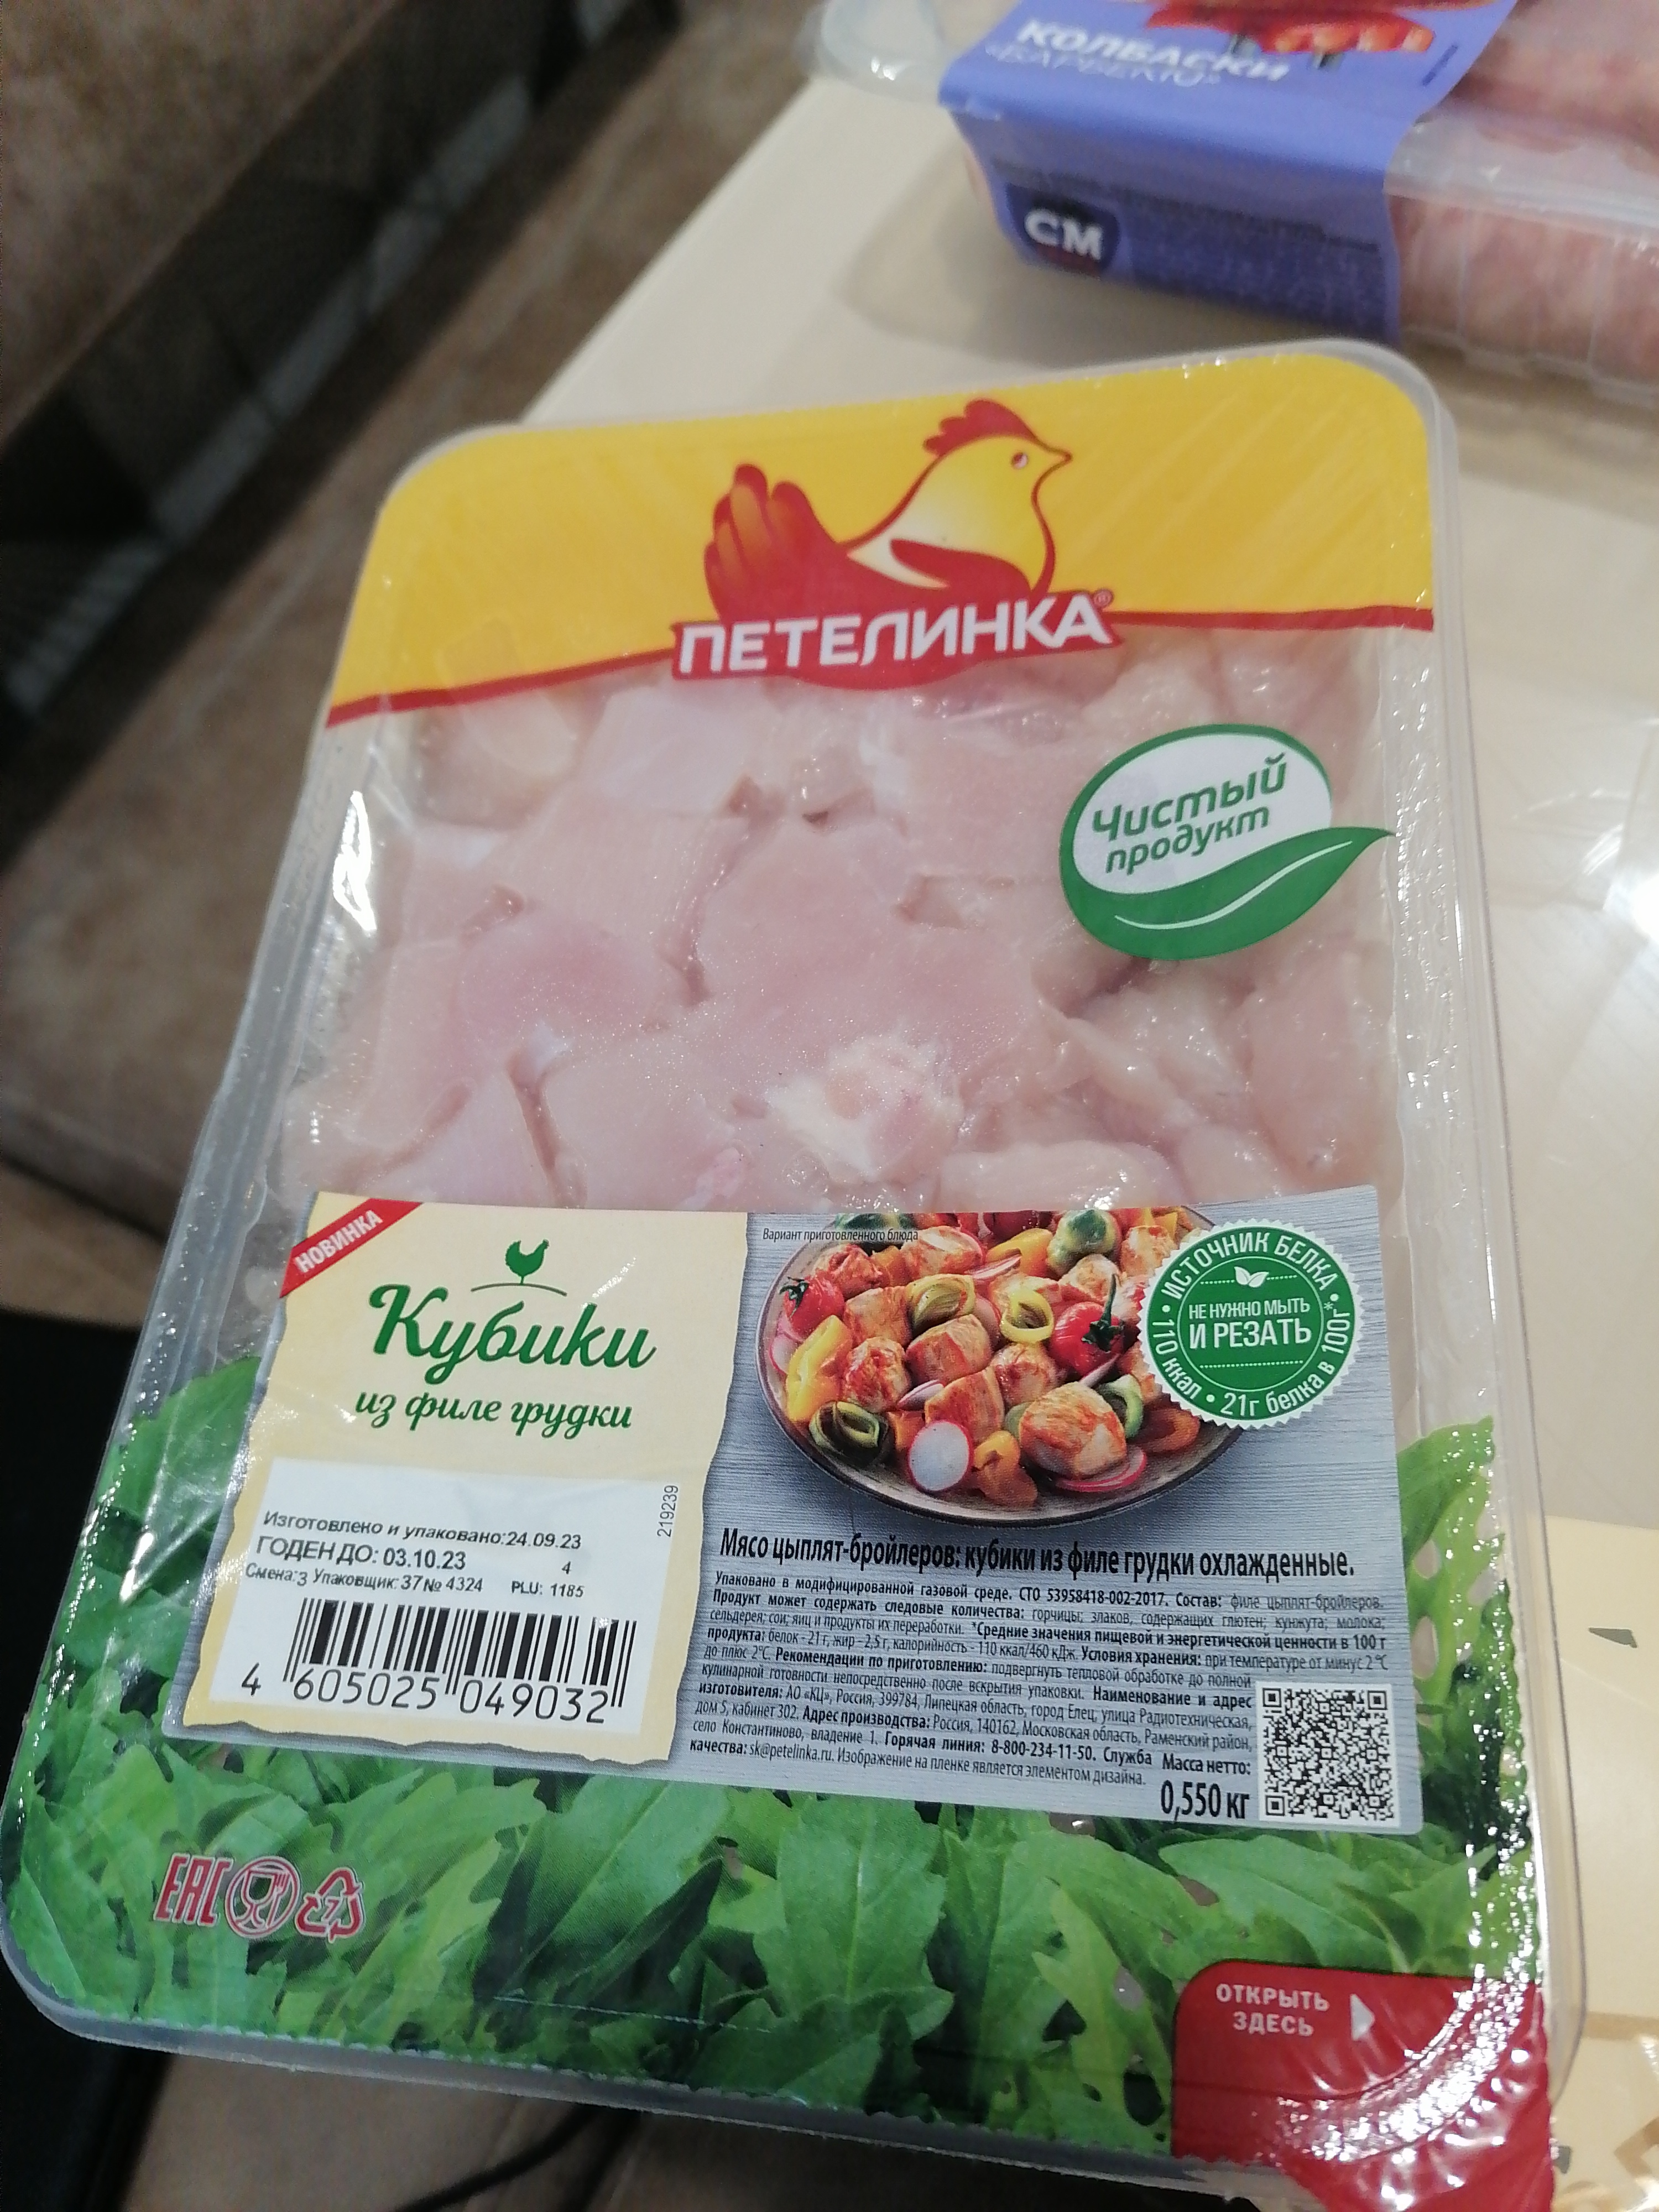 КОЛБАСКИ
«БАРБЕКЮ»
СМ
ПЕТЕЛИНКА®
Чистый
продукт
НОВИНКА
Кубики
из филе грудки
Вариант приготовленного блюда
ИСТОЧНИК БЕЛКА
НЕ НУЖНО МЫТЬ
И РЕЗАТЬ
110 ккал • 21г белка в 100г*
219239
Изготовлено и упаковано:24.09.23
ГОДЕН ДО: 03.10.23 4
Смена:3 Упаковщик:37№ 4324 PLU: 1185
4 605025 049032
Мясо цыплят-бройлеров: кубики из филе грудки охлажденные.
Упаковано в модифицированной газовой среде. СТО 53958418-002-2017. Состав: филе цыплят-бройлеров.
Продукт может содержать следовые количества: горчицы; злаков, содержащих глютен; кунжута; молока;
сельдерея; сои; яиц и продукты их переработки. *Средние значения пищевой и энергетической ценности в 100 г
продукта: белок - 21 г, жир - 2,5 г, калорийность - 110 ккал/460 кДж. Условия хранения: при температуре от минус 2 °С
до плюс 2°С. Рекомендации по приготовлению: подвергнуть тепловой обработке до полной
кулинарной готовности непосредственно после вскрытия упаковки. Наименование и адрес
изготовителя: АО «КЦ», Россия, 399784, Липецкая область, город Елец, улица Радиотехническая,
дом 5, кабинет 302. Адрес производства: Россия, 140162, Московская область, Раменский район,
село Константиново, владение 1. Горячая линия: 8-800-234-11-50. Служба
качества: sk@petelinka.ru. Изображение на пленке является элементом дизайна.
Масса нетто:
0,550 кг
EAC
7
ОТКРЫТЬ
ЗДЕСЬ